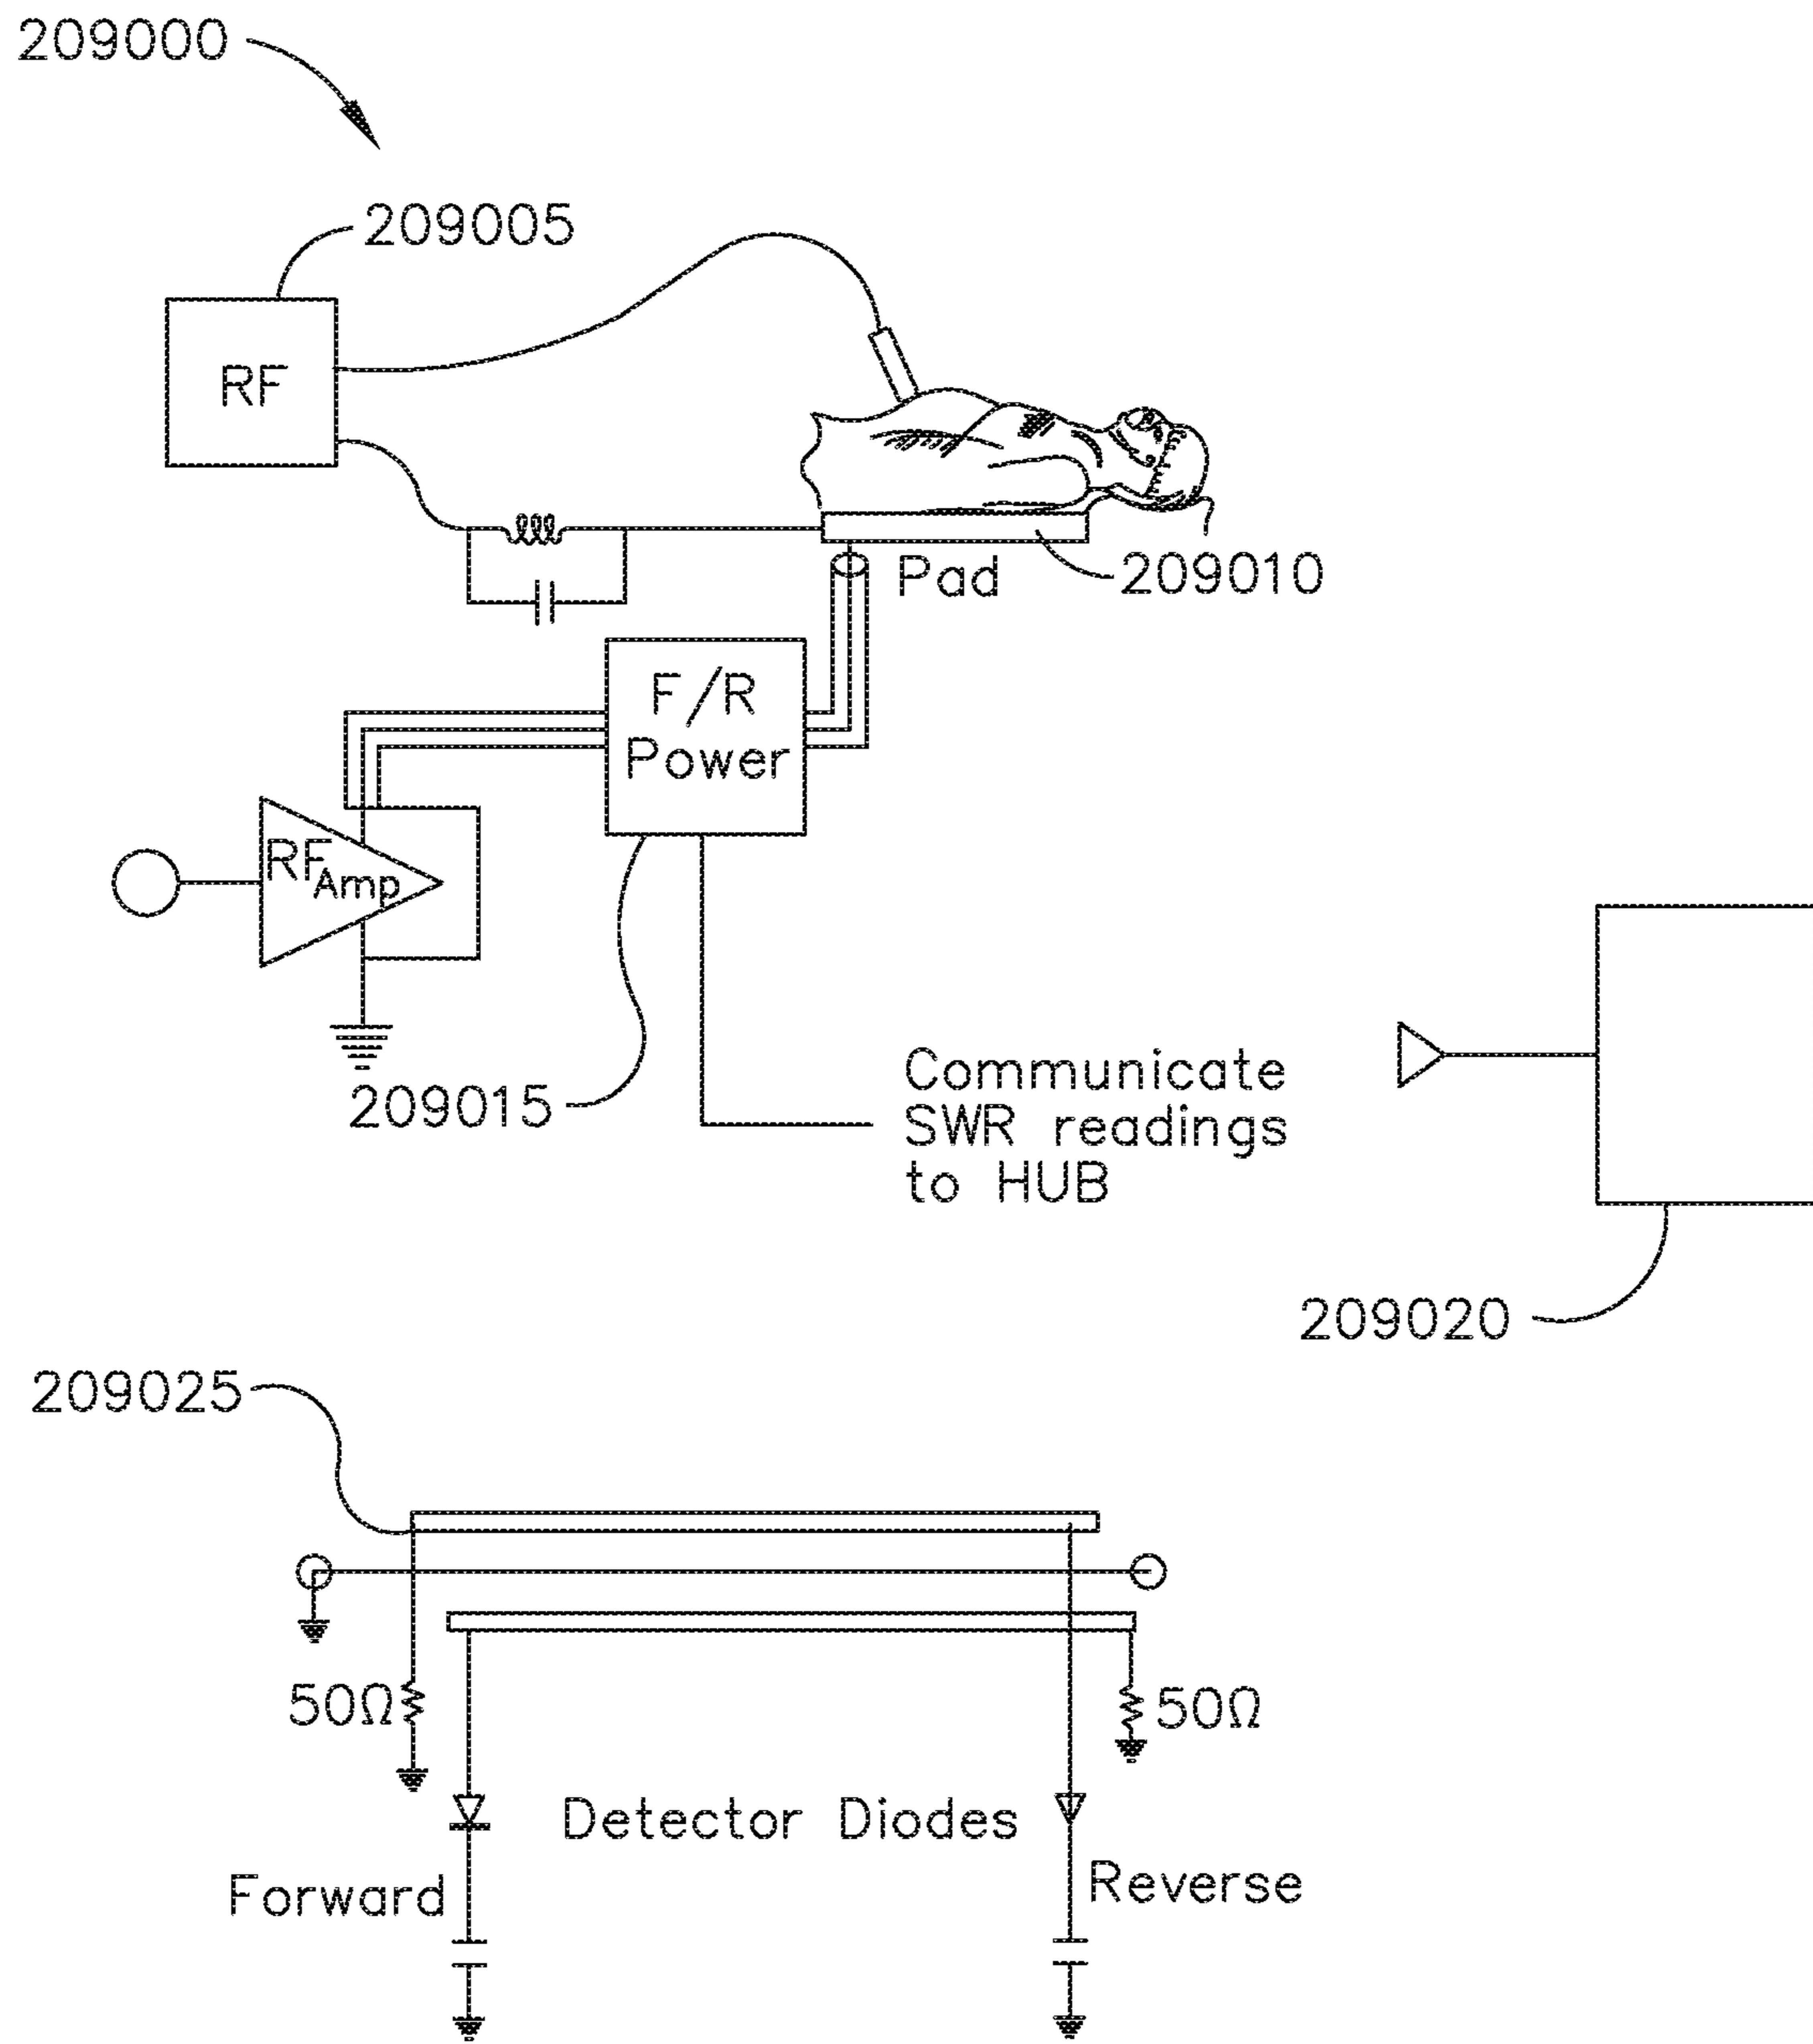 209000
209005
RF
Pad
209010
F/R
Power
RF
Amp
209015
Communicate
SWR readings
to HUB
209020
209025
50Ω
50Ω
Detector Diodes
Forward
Reverse